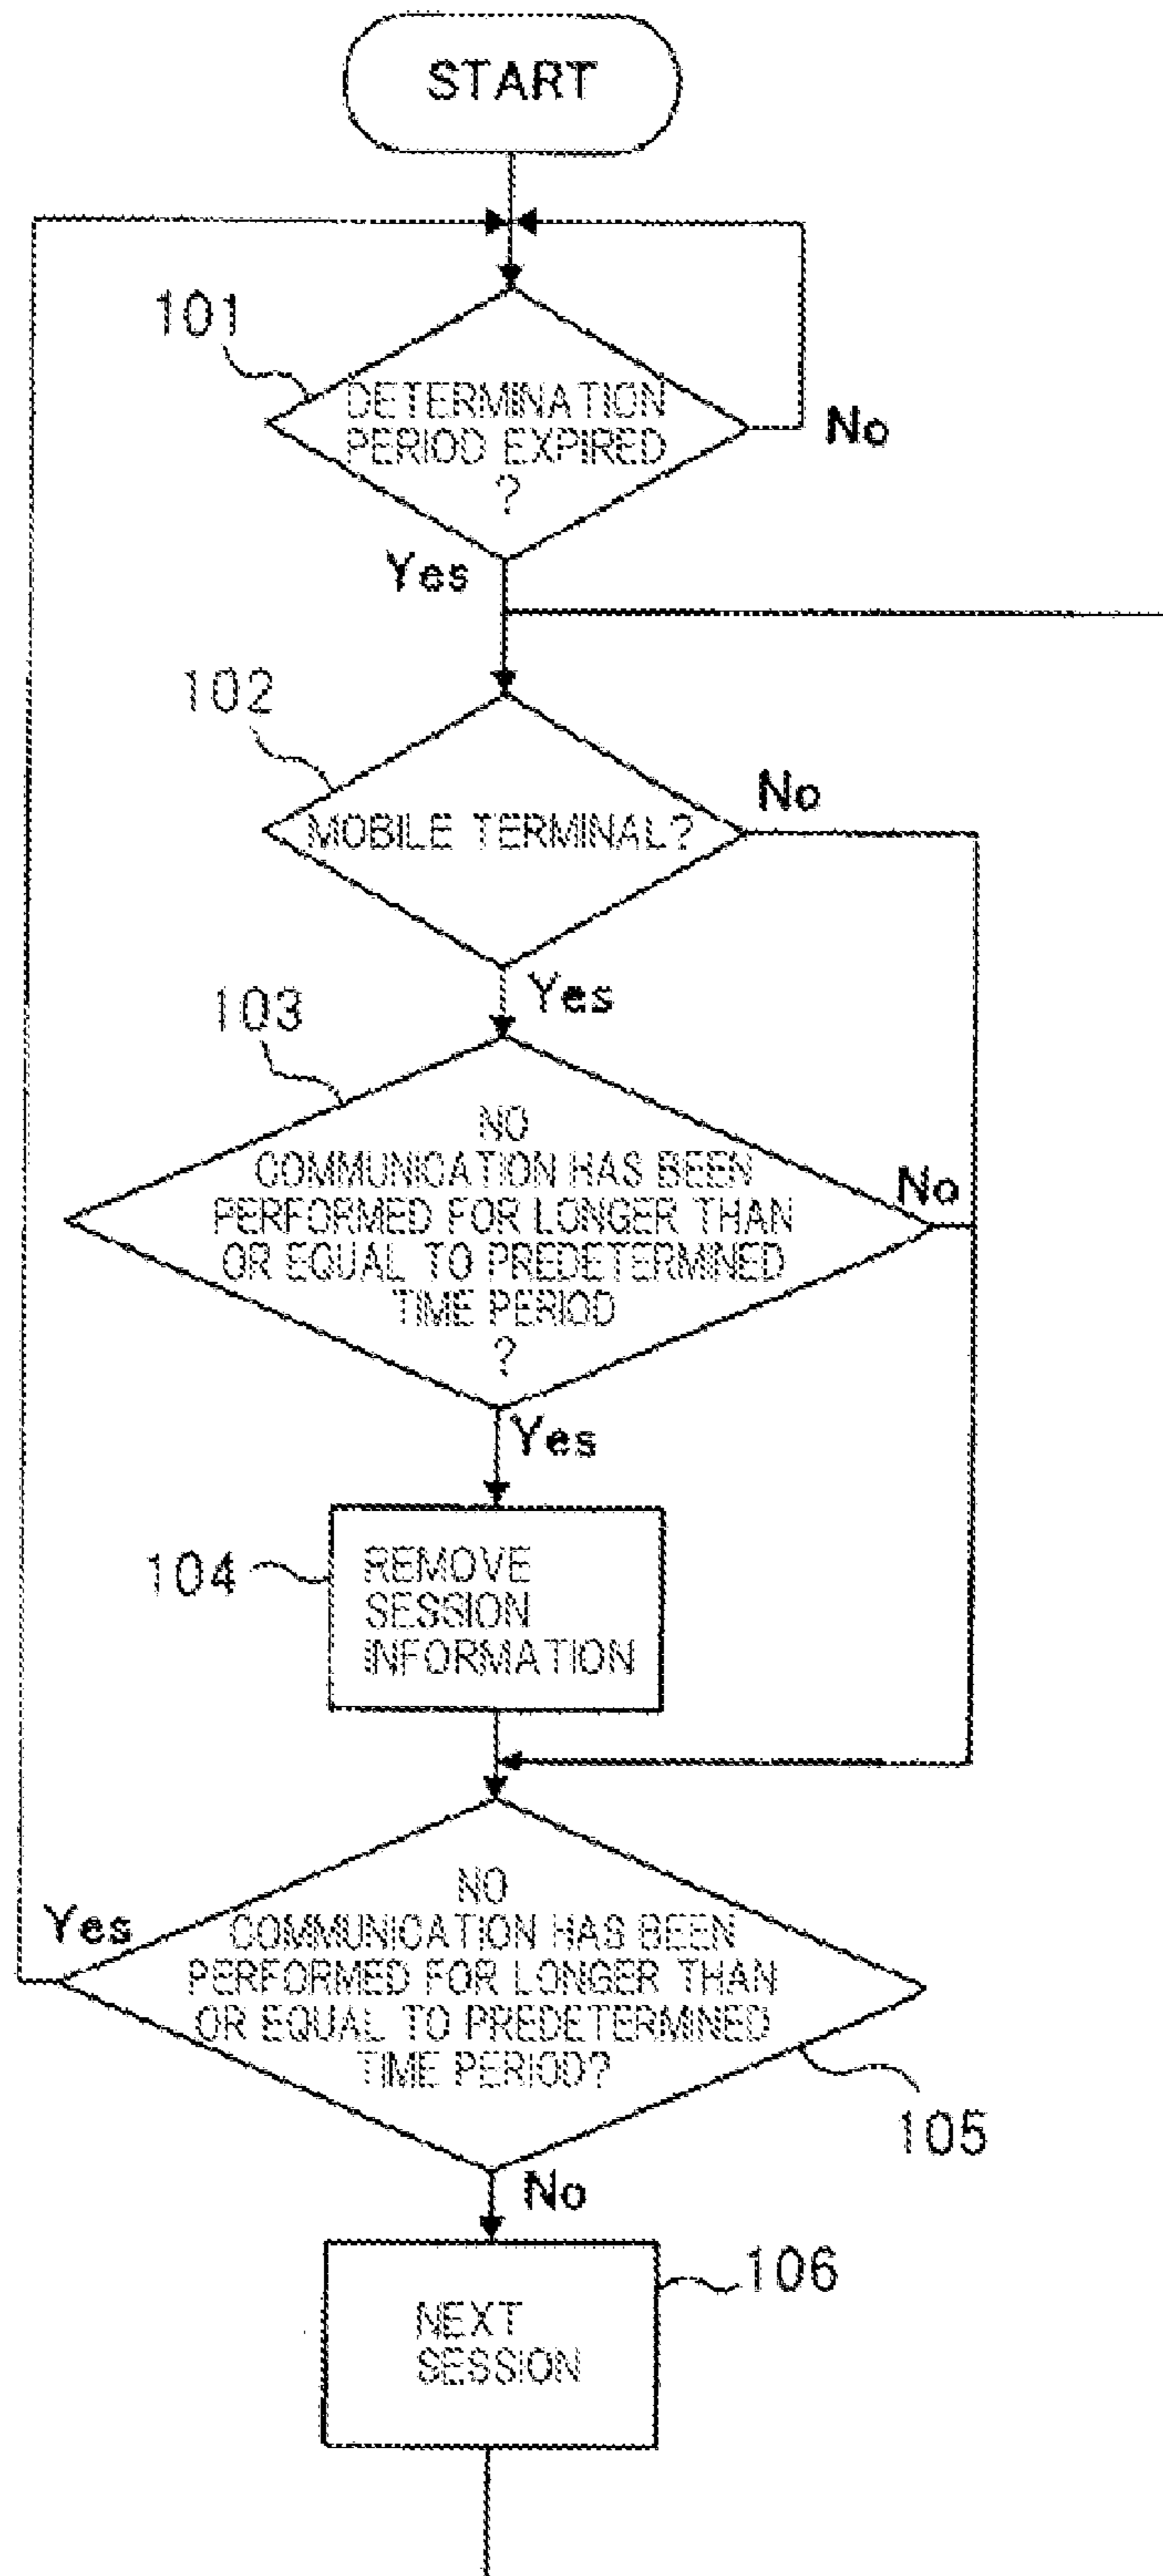 START
101
DETERMINATION
PERIOD EXPIRED
?
No
Yes
102
No
MOBILE TERMINAL?
Yes
103
NO
COMMUNICATION HAS BEEN
PERFORMED FOR LONGER THAN
OR EQUAL TO PREDETERMINED
TIME PERIOD
?
No
Yes
104
REMOVE
SESSION
INFORMATION
NO
COMMUNICATION HAS BEEN
PERFORMED FOR LONGER THAN
OR EQUAL TO PREDETERMINED
TIME PERIOD?
Yes
105
No
106
NEXT
SESSION